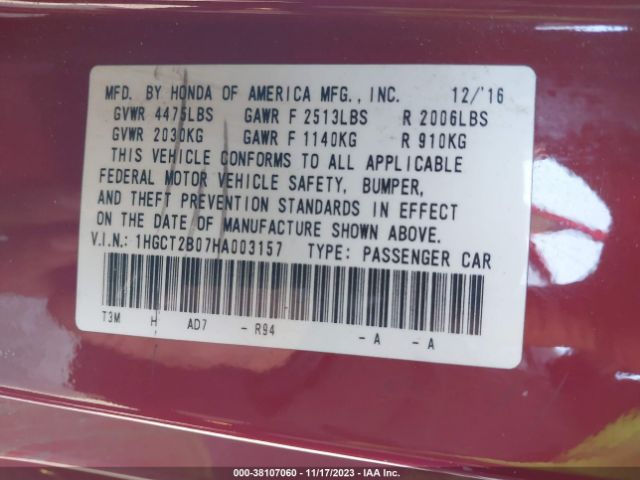 MFD. BY HONDA OF AMERICA MFG., INC. 12/'16
GVWR 4475LBS GAWR F 2513LBS R 2006LBS
GVWR 2030KG GAWR F 1140KG R 910KG
THIS VEHICLE CONFORMS TO ALL APPLICABLE
FEDERAL MOTOR VEHICLE SAFETY, BUMPER,
AND THEFT PREVENTION STANDARDS IN EFFECT
ON THE DATE OF MANUFACTURE SHOWN ABOVE.
V.I.N.: 1HGCT2B07HA003157 TYPE: PASSENGER CAR
T3M H AD7 - R94 - A - A
000-38107060 - 11/17/2023 - IAA Inc.